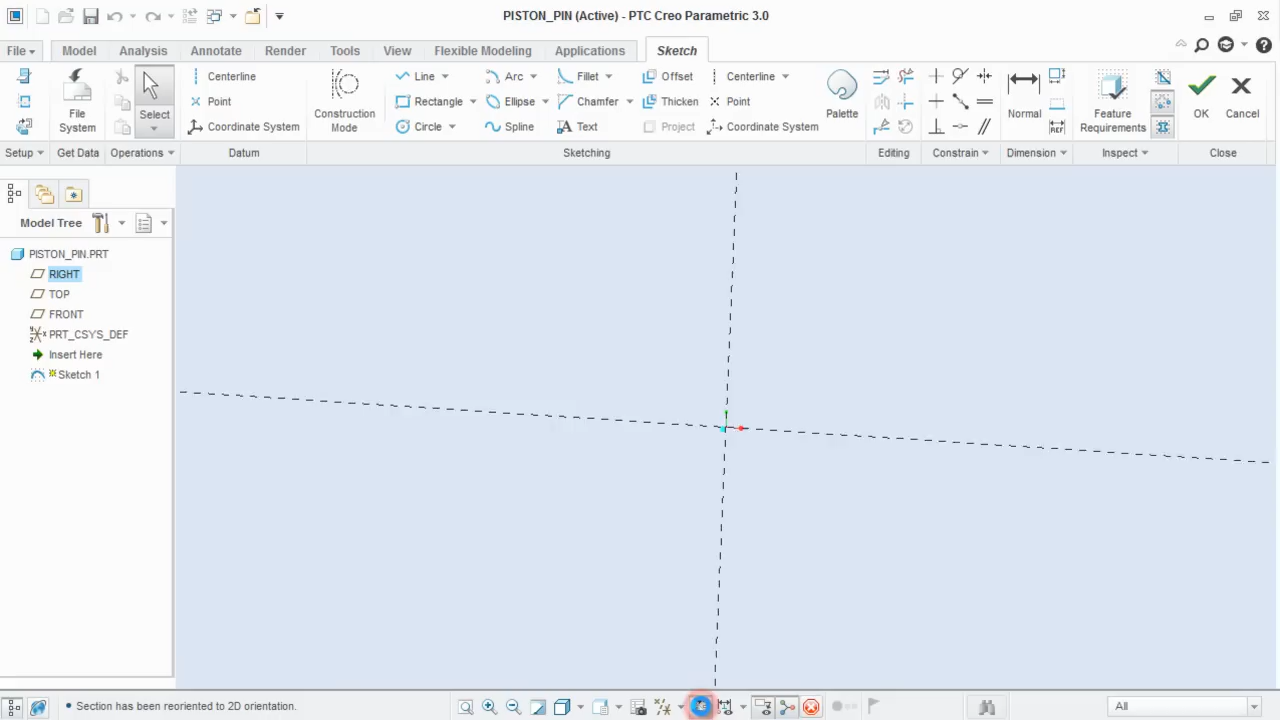 PISTON_PIN (Active) - PTC Creo Parametric 3.0
File Model Analysis Annotate Render Tools View Flexible Modeling Applications Sketch
Centerline Line Arc Fillet Offset Centerline
Point Rectangle Ellipse Chamfer Thicken Point
Coordinate System Circle Spline Text Project Coordinate System
File System Select Construction Mode Palette Normal Feature Requirements OK Cancel
Setup Get Data Operations Datum Sketching Editing Constrain Dimension Inspect Close
Model Tree
PISTON_PIN.PRT
RIGHT
TOP
FRONT
PRT_CSYS_DEF
Insert Here
Sketch 1
Section has been reoriented to 2D orientation.
All